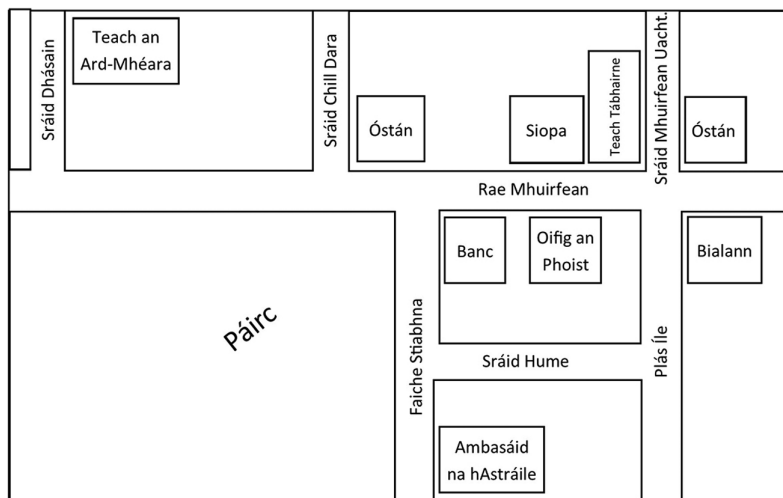 Teach an
Ard-Mhéara
Sráid Dhásain
Sráid Chill Dara
Óstán
Siopa
Teach Tábhairne
Sráid Mhuirfean Uacht.
Óstán
Rae Mhuirfean
Banc
Oifig an
Phoist
Bialann
Páirc
Faiche Stiabhna
Sráid Hume
Plás Íle
Ambasáid
na hAstráile